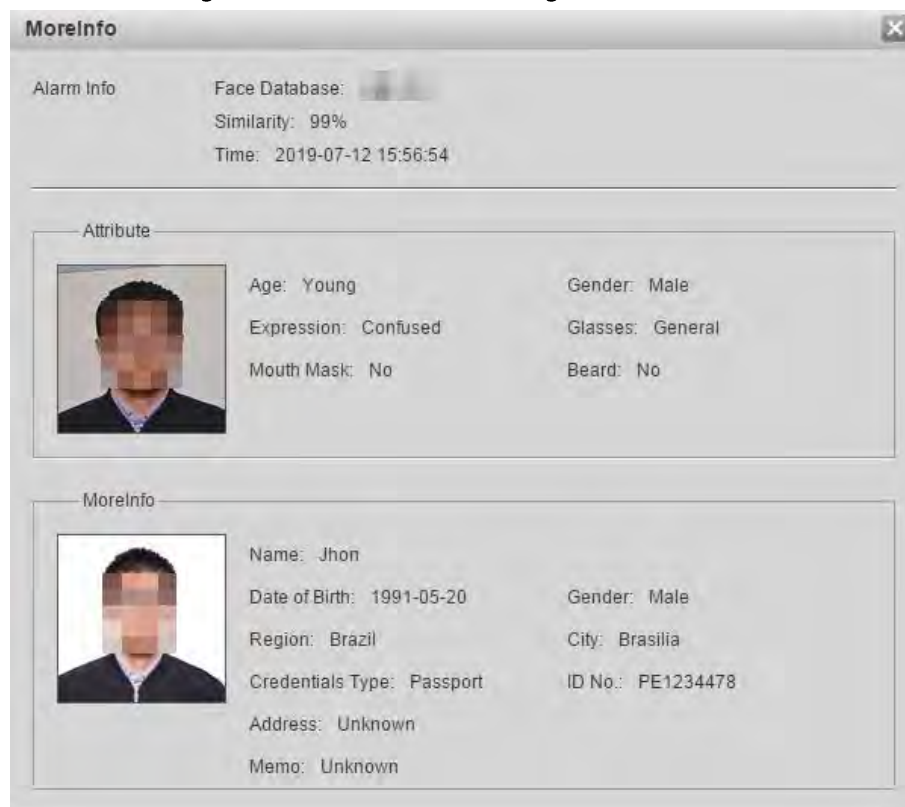 MoreInfo
Alarm Info
Face Database:
Similarity: 99%
Time: 2019-07-12 15:56:54
Attribute
Age: Young Gender: Male
Expression: Confused Glasses: General
Mouth Mask: No Beard: No
MoreInfo
Name: Jhon
Date of Birth: 1991-05-20 Gender: Male
Region: Brazil City: Brasilia
Credentials Type: Passport ID No.: PE1234478
Address: Unknown
Memo: Unknown